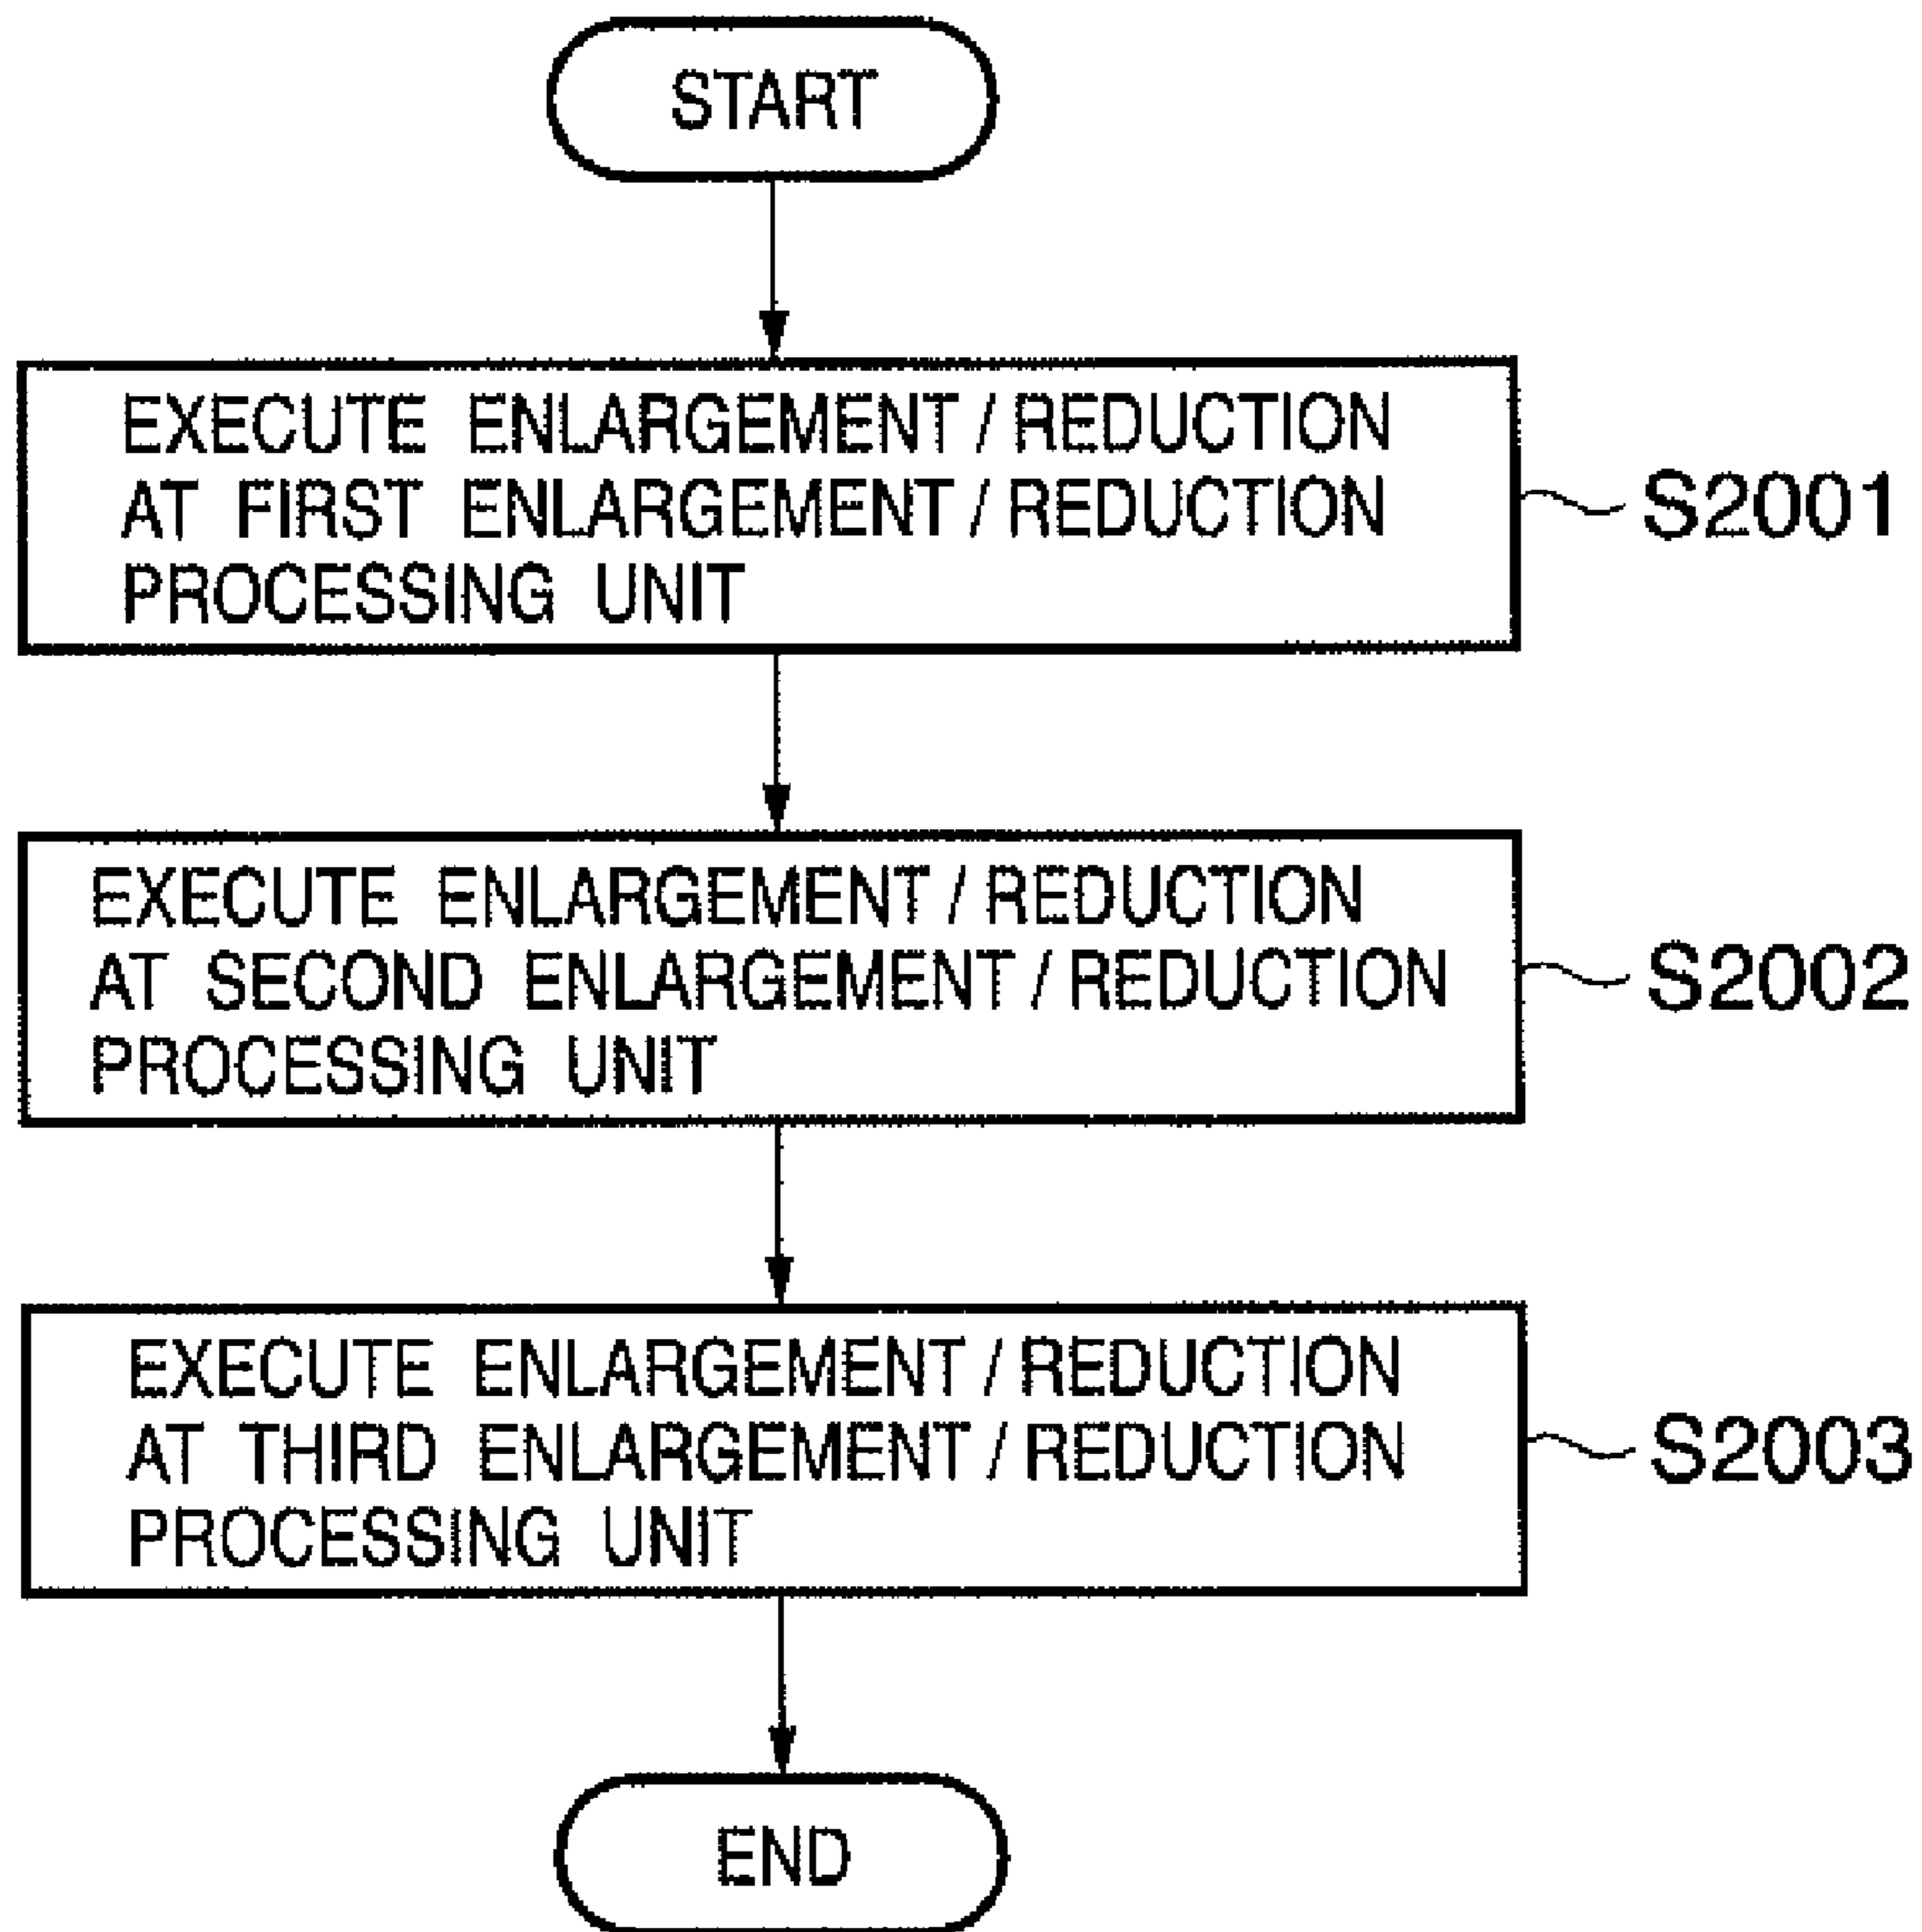 START
EXECUTE ENLARGEMENT / REDUCTION
AT FIRST ENLARGEMENT / REDUCTION
PROCESSING UNIT
S2001
EXECUTE ENLARGEMENT / REDUCTION
AT SECOND ENLARGEMENT / REDUCTION
PROCESSING UNIT
S2002
EXECUTE ENLARGEMENT / REDUCTION
AT THIRD ENLARGEMENT / REDUCTION
PROCESSING UNIT
S2003
END